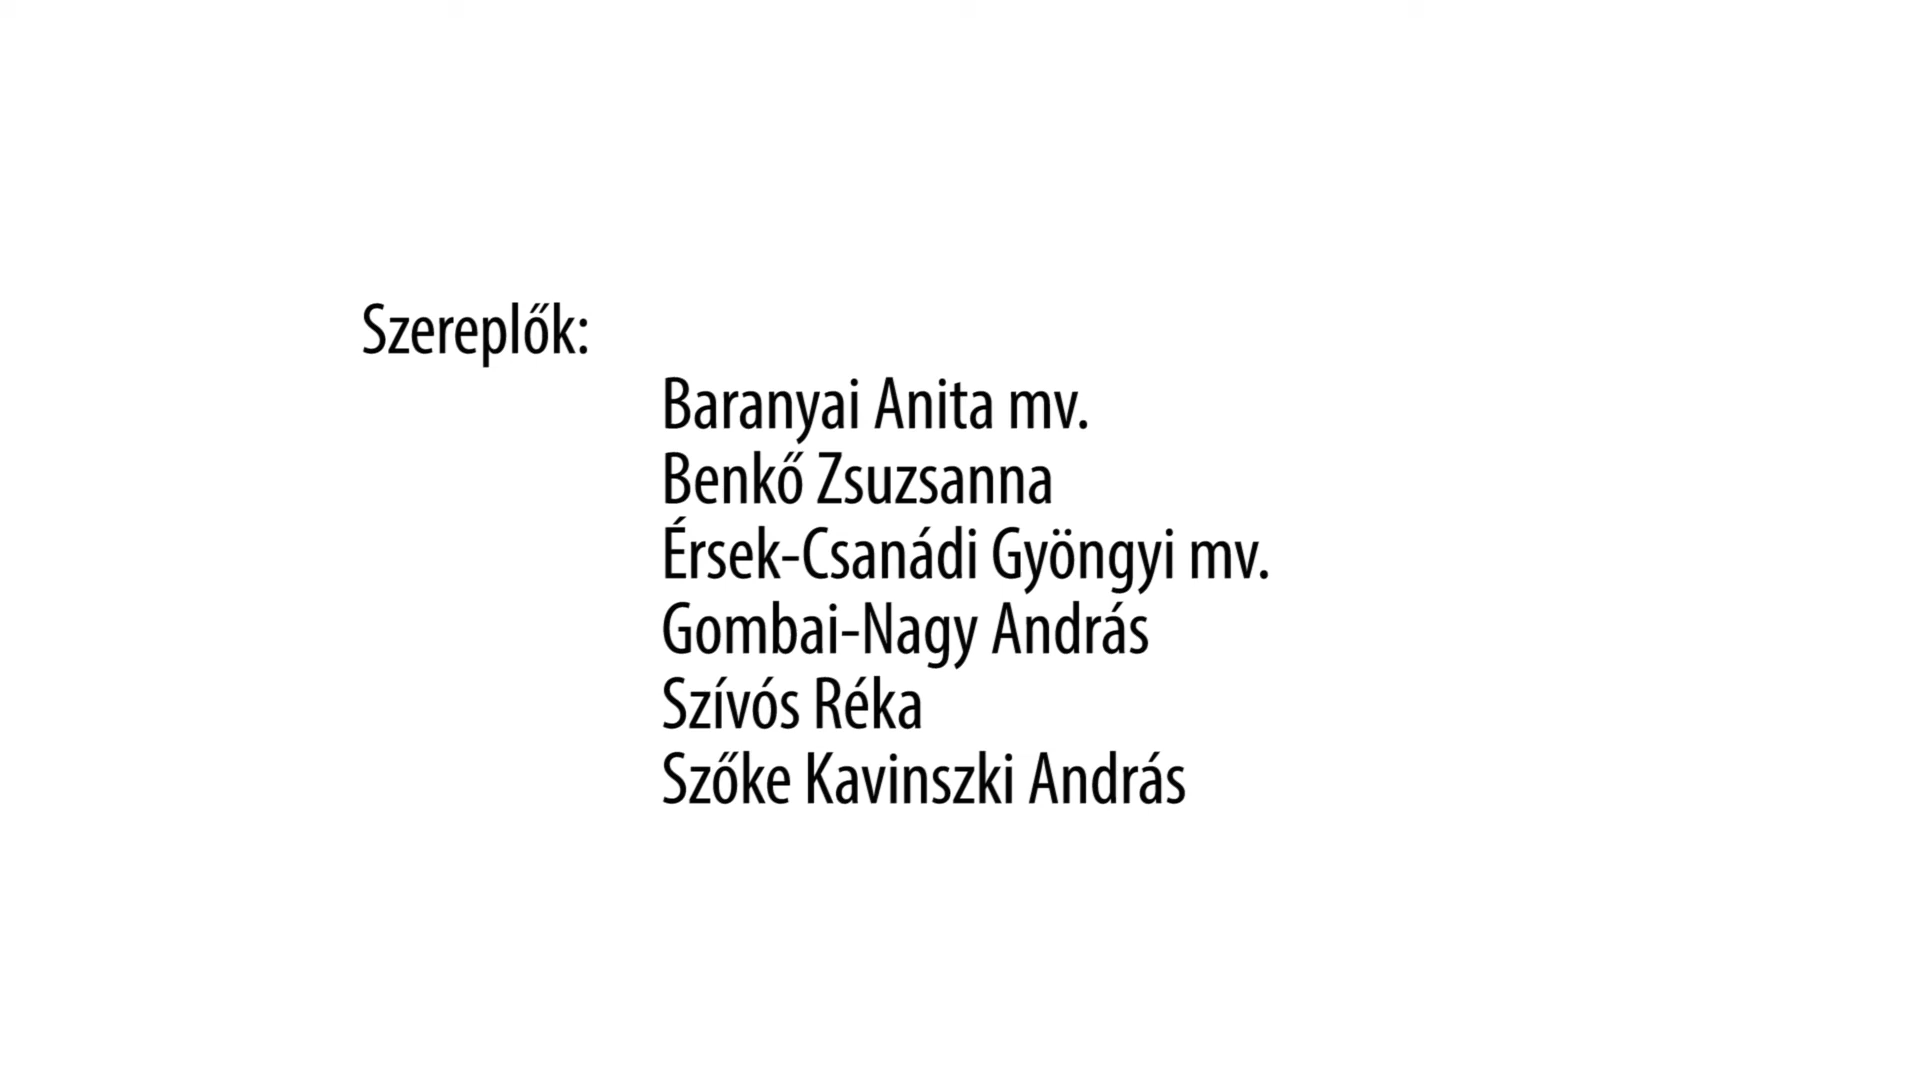 Szereplők:
Baranyai Anita mv.
Benkő Zsuzsanna
Érsek-Csanádi Gyöngyi mv.
Gombai-Nagy András
Szívós Réka
Szőke Kavinszki András